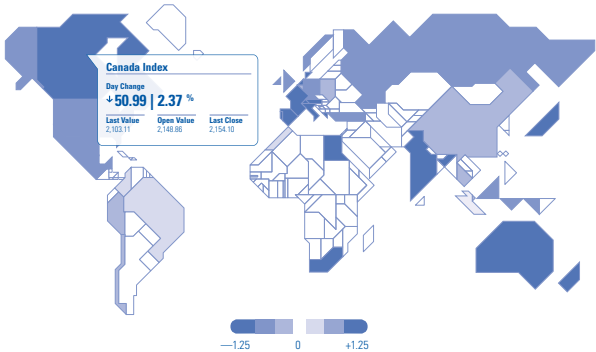 Canada Index
Day Change
↓50.99 | 2.37 %
Last Value Open Value Last Close
2,103.11 2,148.86 2,154.10
—1.25 0 +1.25